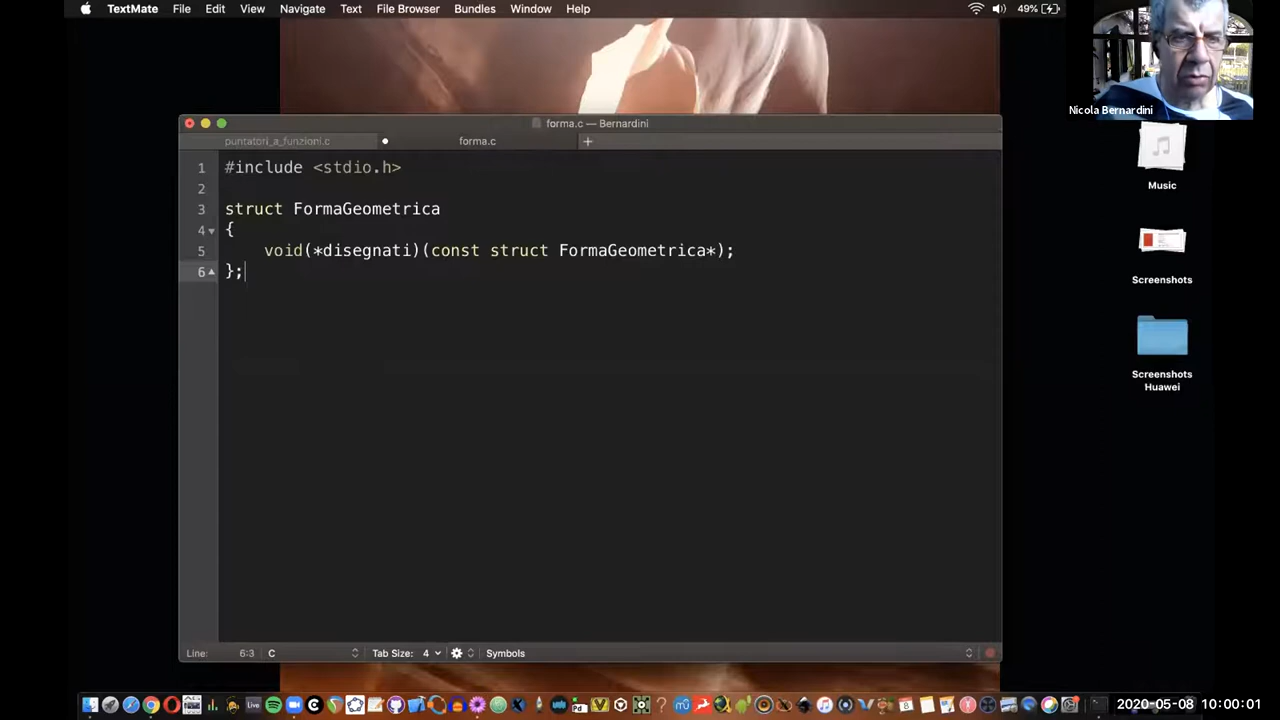 TextMate File Edit View Navigate Text File Browser Bundles Window Help 49%
Nicola Bernardini
forma.c — Bernardini
puntatori_a_funzioni.c forma.c +
1 #include <stdio.h>
2
3 struct FormaGeometrica
4 {
5 void(*disegnati)(const struct FormaGeometrica*);
6 };
Music
Screenshots
Screenshots
Huawei
Line: 6:3 C Tab Size: 4 Symbols
2020-05-08 10:00:01